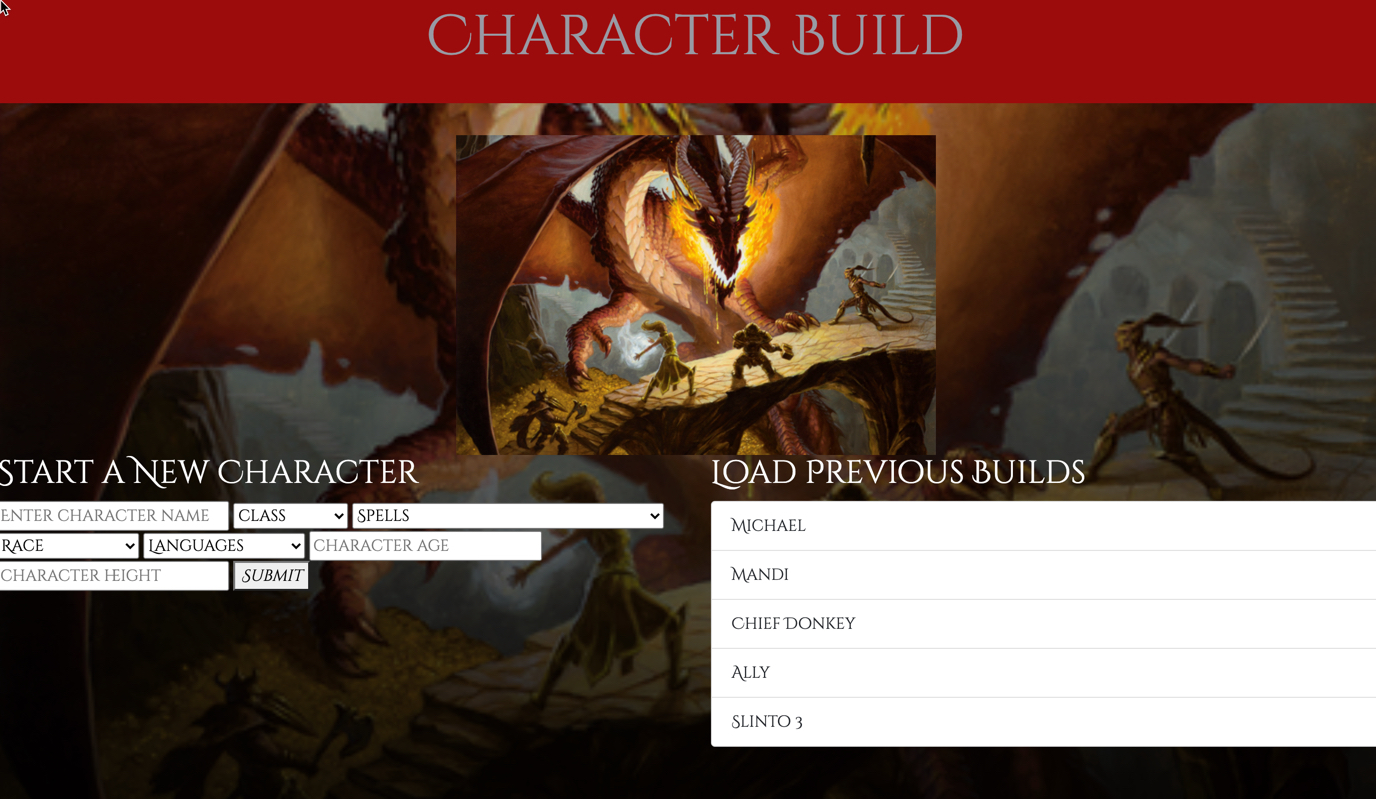 Character Build
Start a New Character
Load Previous Builds
Enter Character Name Class Spells
Race Languages Character Age
Character Height Submit
Michael
Mandi
Chief Donkey
Ally
Slinto 3